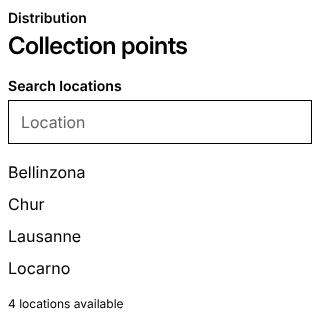 Distribution
Collection points
Search locations
Location
Bellinzona
Chur
Lausanne
Locarno
4 locations available